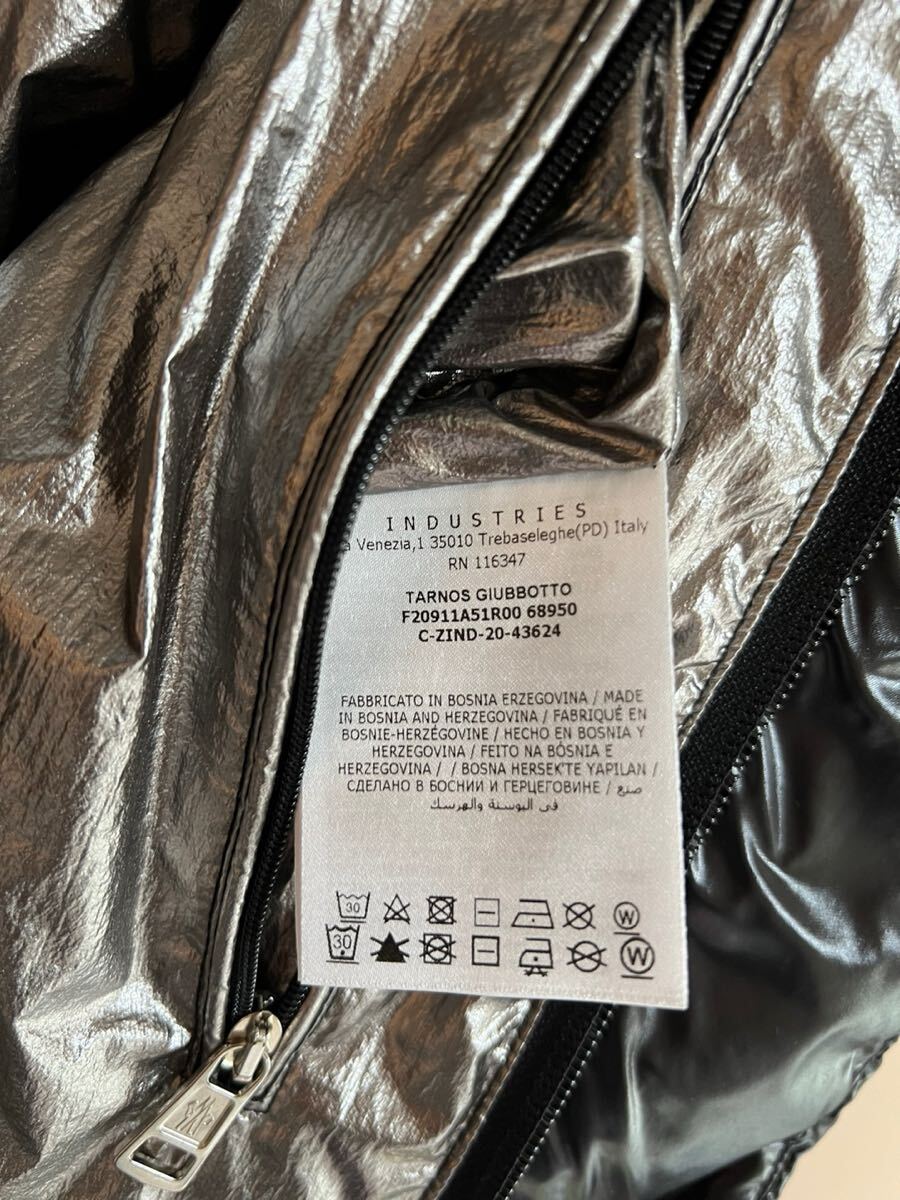 INDUSTRIES
a Venezia,1 35010 Trebaseleghe(PD) Italy
RN 116347
TARNOS GIUBBOTTO
F20911A51R00 68950
C-ZIND-20-43624
FABBRICATO IN BOSNIA ERZEGOVINA / MADE
IN BOSNIA AND HERZEGOVINA / FABRIQUÉ EN
BOSNIE-HERZÉGOVINE / HECHO EN BOSNIA Y
HERZEGOVINA / FEITO NA BÓSNIA E
HERZEGOVINA / / BOSNA HERSEK'TE YAPILAN /
СДЕЛАНО В БОСНИИ И ГЕРЦЕГОВИНЕ / صنع
في البوسنة والهرسك
30 W
30 W